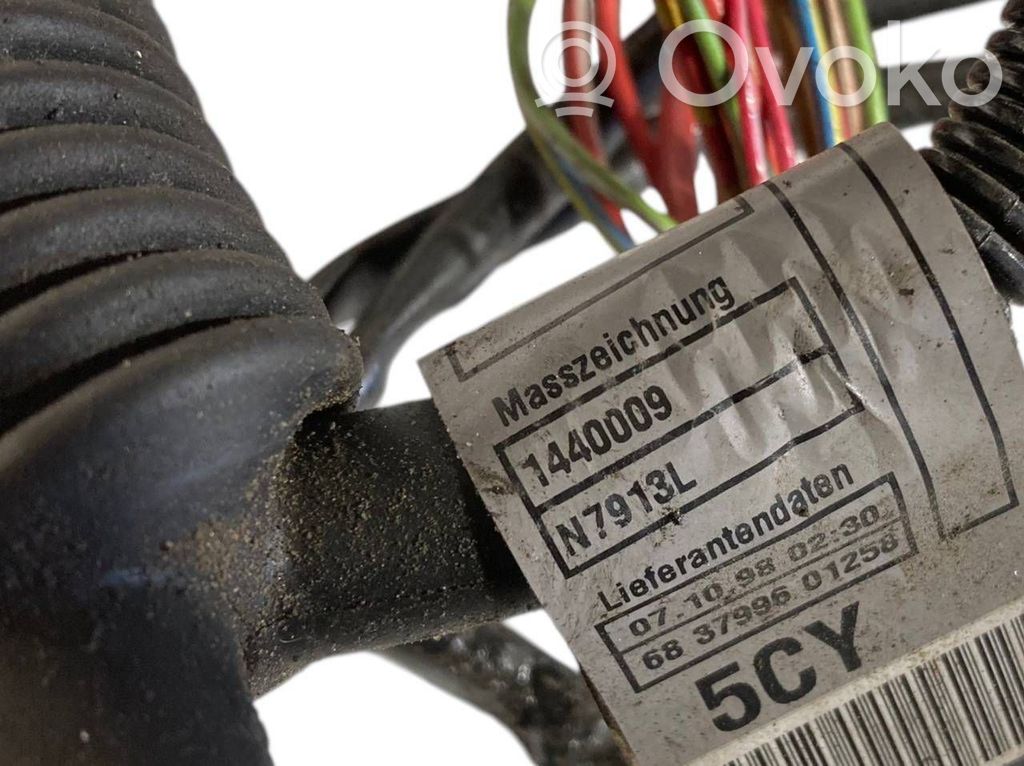 Ovoko
Masszeichnung
1440009
N7913L
Lieferantendaten
07.10.98 02:30
68 37996 01258
5CY